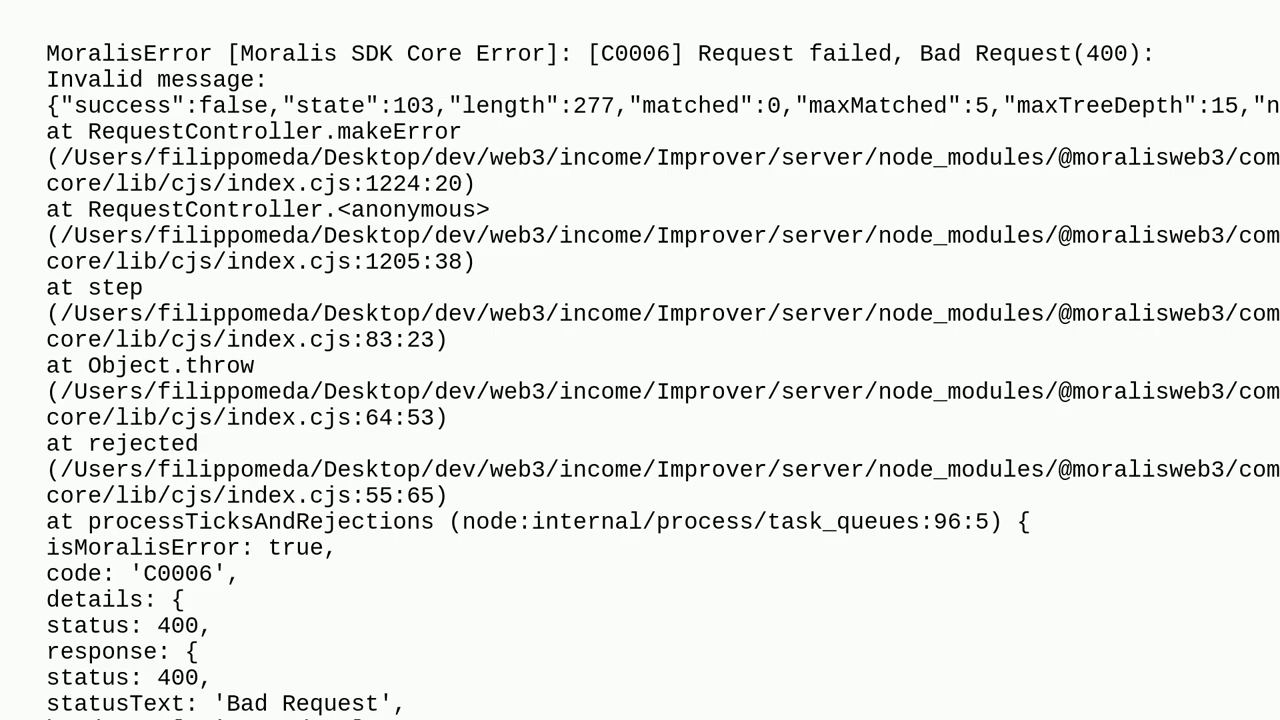 MoralisError [Moralis SDK Core Error]: [C0006] Request failed, Bad Request(400):
Invalid message:
{"success":false,"state":103,"length":277,"matched":0,"maxMatched":5,"maxTreeDepth":15,"n
at RequestController.makeError
(/Users/filippomeda/Desktop/dev/web3/income/Improver/server/node_modules/@moralisweb3/com
core/lib/cjs/index.cjs:1224:20)
at RequestController.<anonymous>
(/Users/filippomeda/Desktop/dev/web3/income/Improver/server/node_modules/@moralisweb3/com
core/lib/cjs/index.cjs:1205:38)
at step
(/Users/filippomeda/Desktop/dev/web3/income/Improver/server/node_modules/@moralisweb3/com
core/lib/cjs/index.cjs:83:23)
at Object.throw
(/Users/filippomeda/Desktop/dev/web3/income/Improver/server/node_modules/@moralisweb3/com
core/lib/cjs/index.cjs:64:53)
at rejected
(/Users/filippomeda/Desktop/dev/web3/income/Improver/server/node_modules/@moralisweb3/com
core/lib/cjs/index.cjs:55:65)
at processTicksAndRejections (node:internal/process/task_queues:96:5) {
isMoralisError: true,
code: 'C0006',
details: {
status: 400,
response: {
status: 400,
statusText: 'Bad Request',